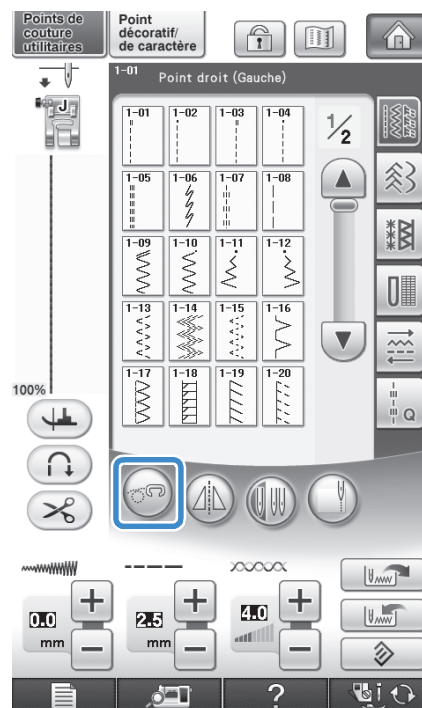 Points de
couture
utilitaires
Point
décoratif/
de caractère
1-01
Point droit (Gauche)
J
1-01 1-02 1-03 1-04
1/2
1-05 1-06 1-07 1-08
1-09 1-10 1-11 1-12
1-13 1-14 1-15 1-16
1-17 1-18 1-19 1-20
100%
Q
0.0 + 2.5 + 4.0 +
mm − mm − −
?